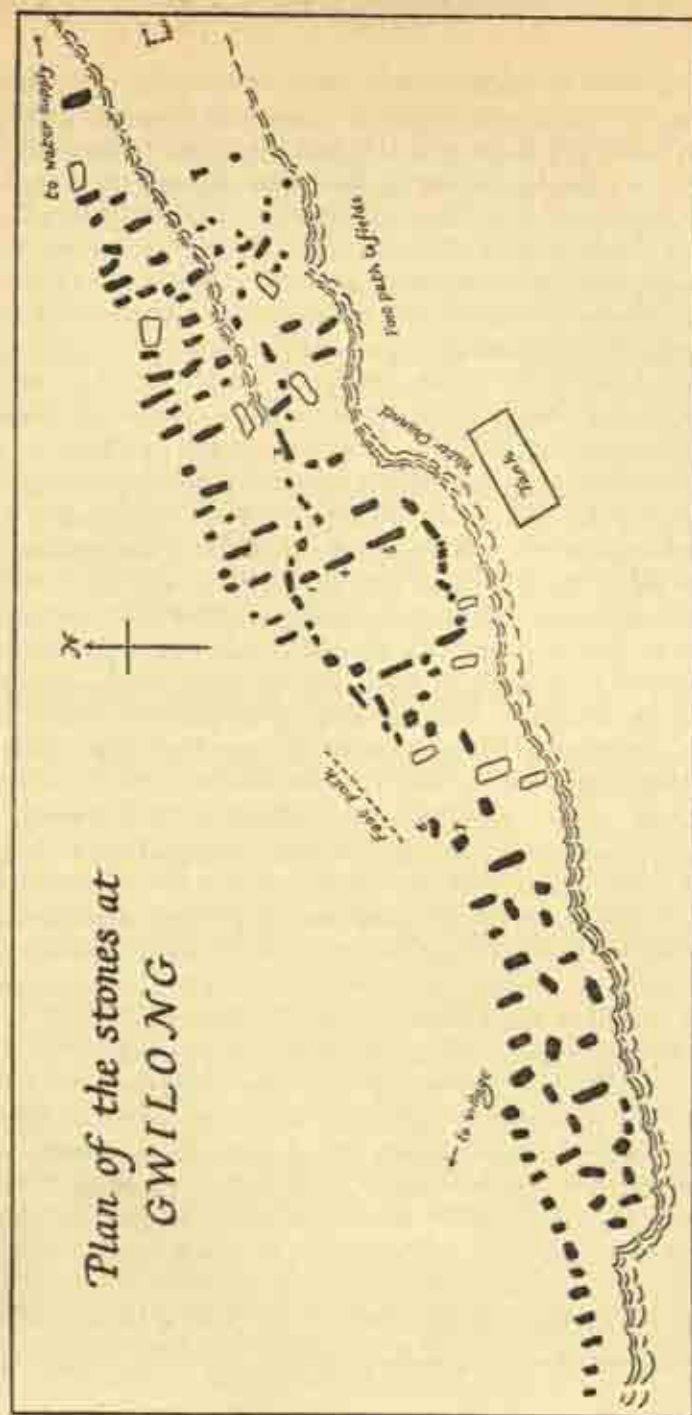 Plan of the stones at
GWILONG
N
to water supply →
Foot path to fields
Water Channel
Tank
Foot Path
← to village